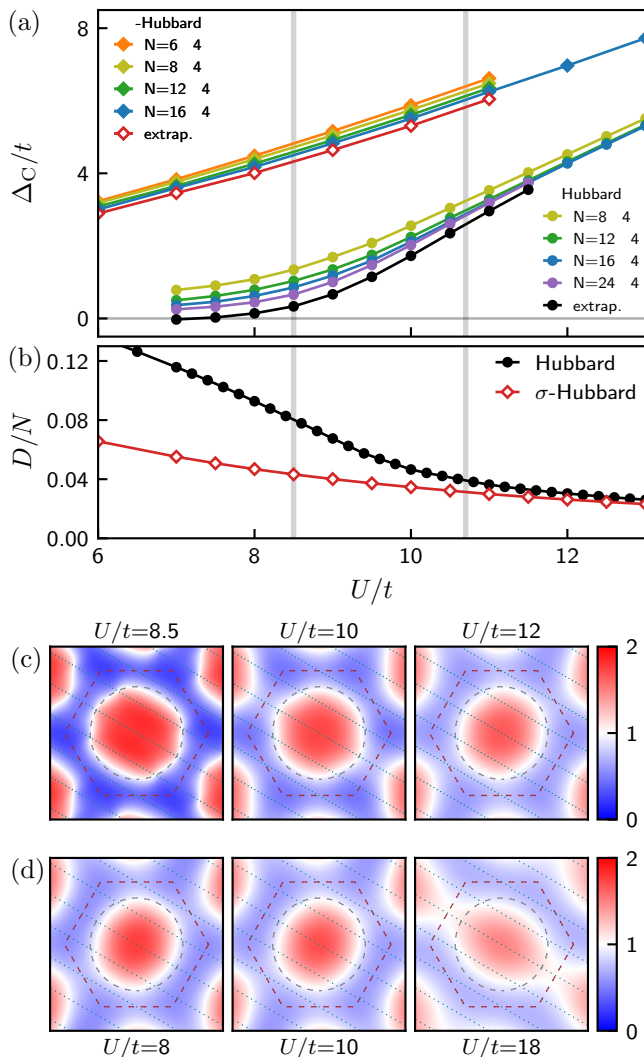 (a)
8
4
0
Δ_C/t
-Hubbard
N=6 4
N=8 4
N=12 4
N=16 4
extrap.
Hubbard
N=8 4
N=12 4
N=16 4
N=24 4
extrap.
(b)
0.12
0.08
0.04
0.00
D/N
Hubbard
σ-Hubbard
6 8 10 12
U/t
U/t=8.5 U/t=10 U/t=12
(c)
2
1
0
(d)
2
1
0
U/t=8 U/t=10 U/t=18